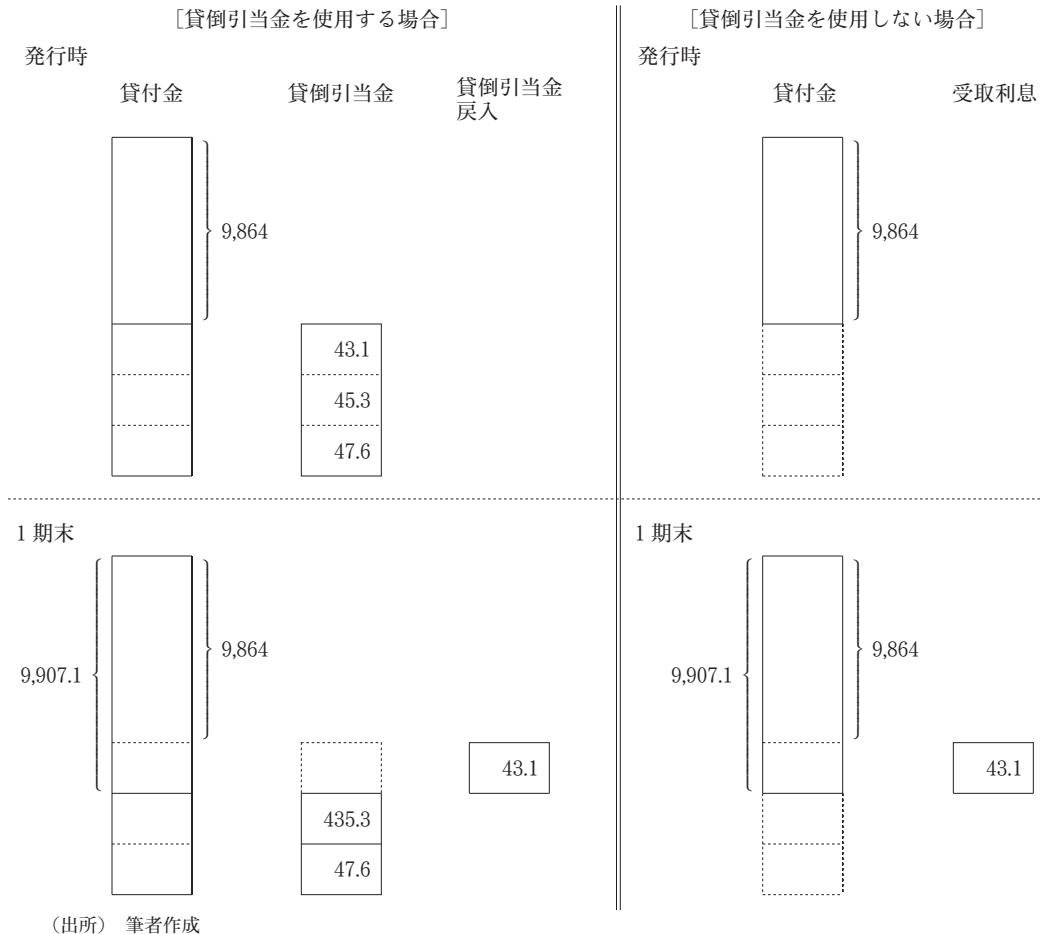 ［貸倒引当金を使用する場合］
発行時
貸付金
貸倒引当金
貸倒引当金
戻入
9,864
43.1
45.3
47.6
1 期末
9,907.1
9,864
43.1
435.3
47.6
［貸倒引当金を使用しない場合］
発行時
貸付金
受取利息
9,864
1 期末
9,907.1
9,864
43.1
（出所） 筆者作成